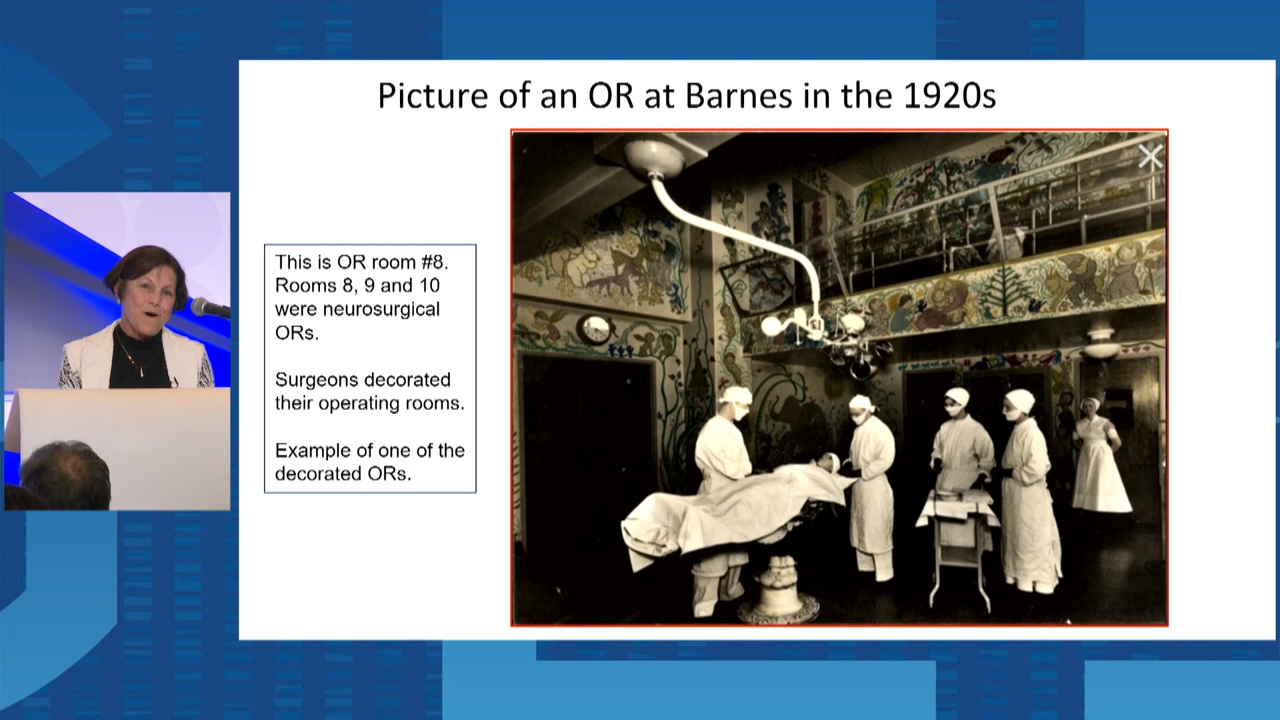 Picture of an OR at Barnes in the 1920s
This is OR room #8.
Rooms 8, 9 and 10
were neurosurgical
ORs.
Surgeons decorated
their operating rooms.
Example of one of the
decorated ORs.